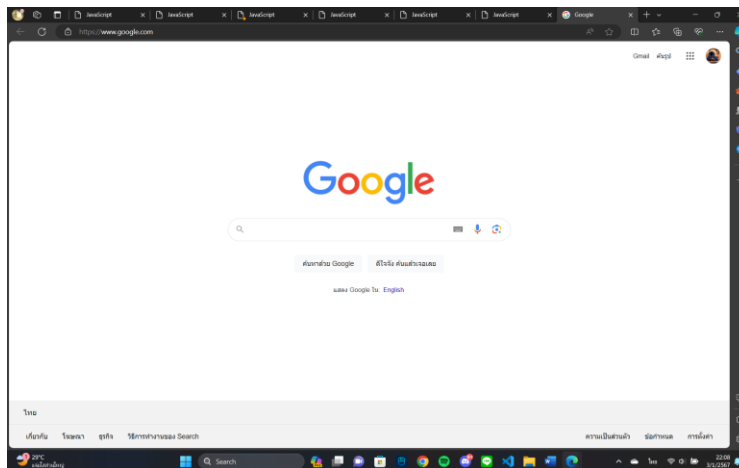 JavaScript JavaScript JavaScript JavaScript JavaScript JavaScript Google
https://www.google.com
Gmail ค้นรูป
Google
ค้นหาด้วย Google ดีใจจัง ค้นแล้วเจอเลย
แสดง Google ใน: English
ไทย
เกี่ยวกับ โฆษณา ธุรกิจ วิธีการทำงานของ Search ความเป็นส่วนตัว ข้อกำหนด การตั้งค่า
29°C Search ไทย 22:00
3/1/2567